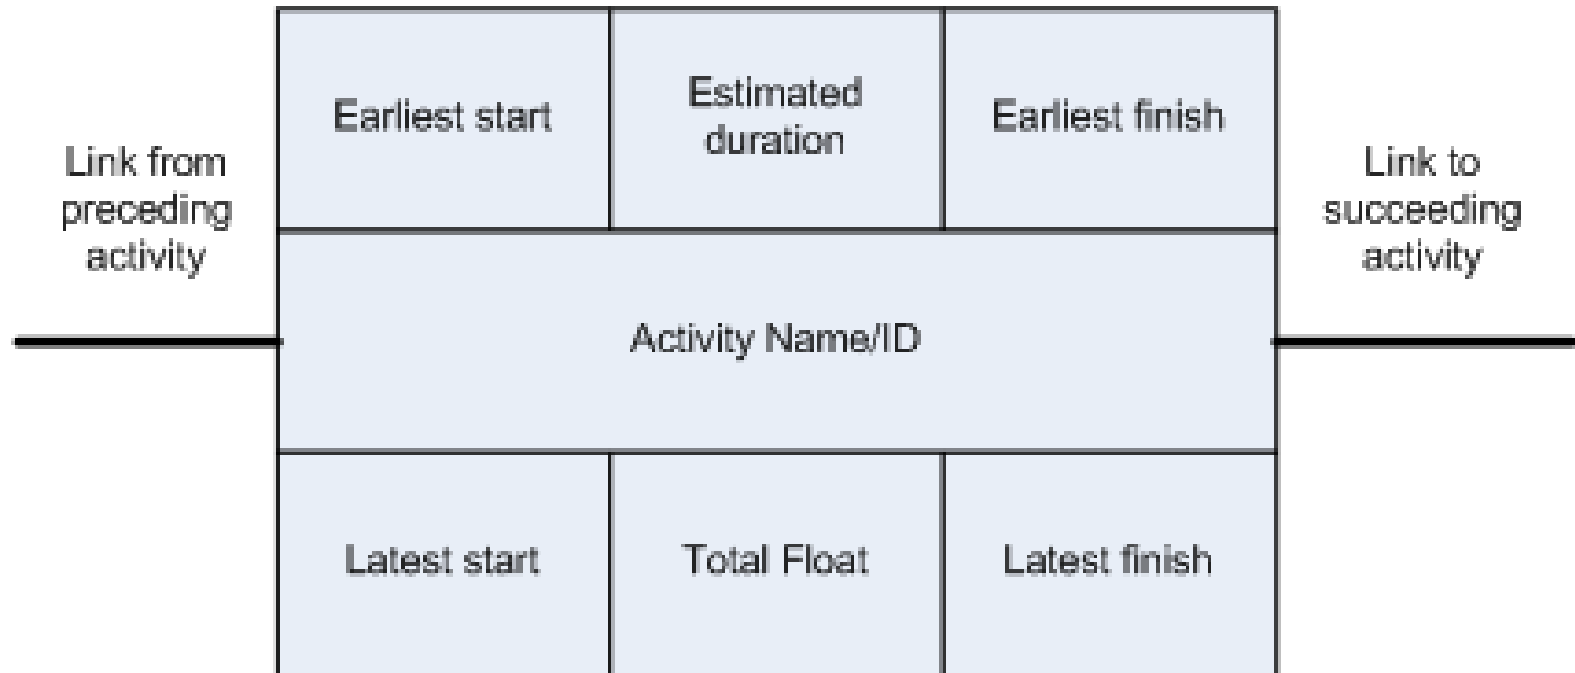 Earliest start
Estimated
duration
Earliest finish
Link from
preceding
activity
Link to
succeeding
activity
Activity Name/ID
Latest start
Total Float
Latest finish